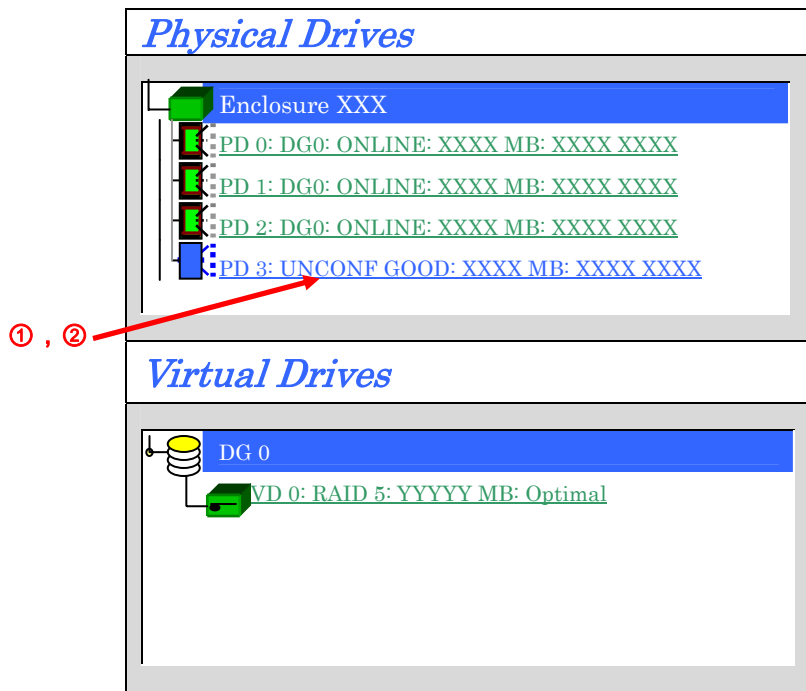 Physical Drives
Enclosure XXX
PD 0: DG0: ONLINE: XXXX MB: XXXX XXXX
PD 1: DG0: ONLINE: XXXX MB: XXXX XXXX
PD 2: DG0: ONLINE: XXXX MB: XXXX XXXX
PD 3: UNCONF GOOD: XXXX MB: XXXX XXXX
① , ②
Virtual Drives
DG 0
VD 0: RAID 5: YYYYY MB: Optimal